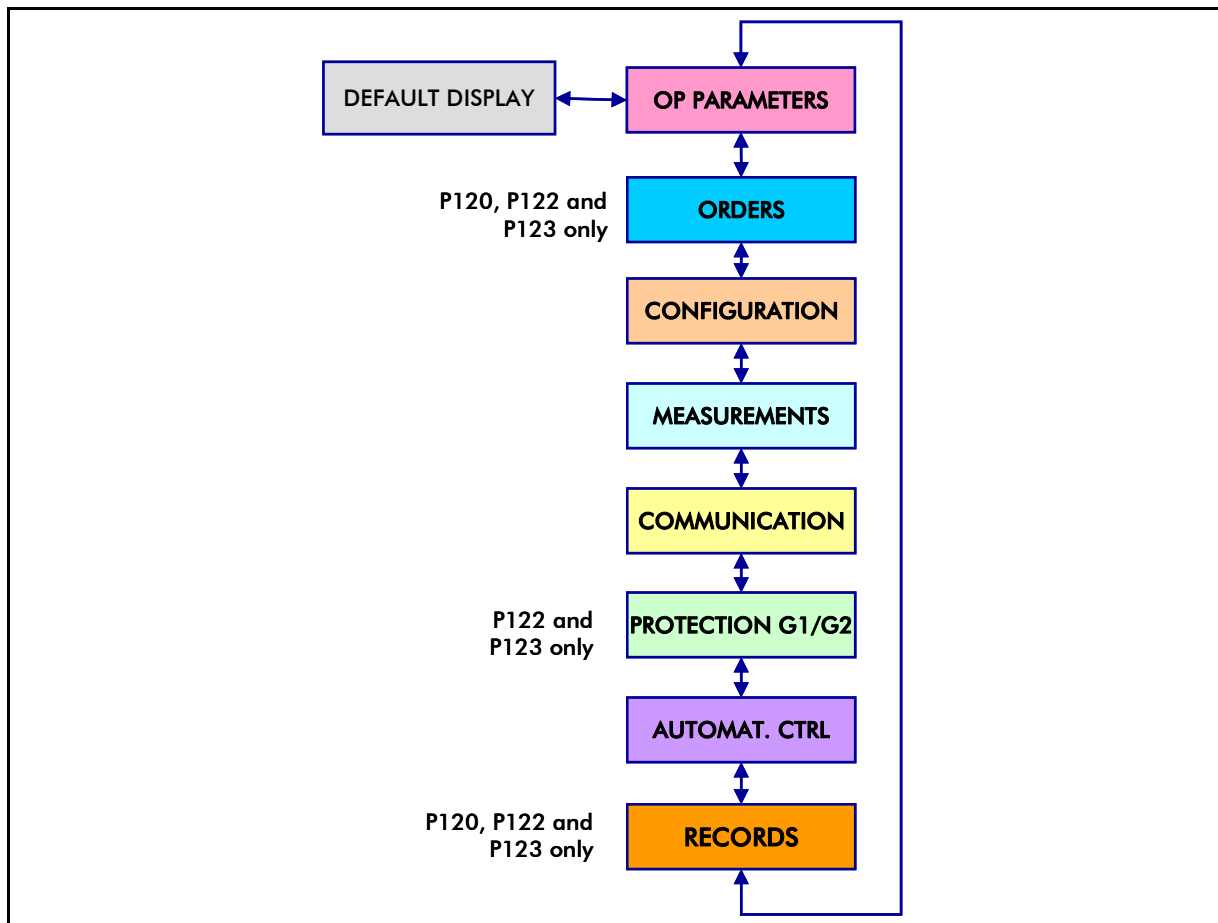 DEFAULT DISPLAY
OP PARAMETERS
P120, P122 and
P123 only
ORDERS
CONFIGURATION
MEASUREMENTS
COMMUNICATION
P122 and
P123 only
PROTECTION G1/G2
AUTOMAT. CTRL
P120, P122 and
P123 only
RECORDS